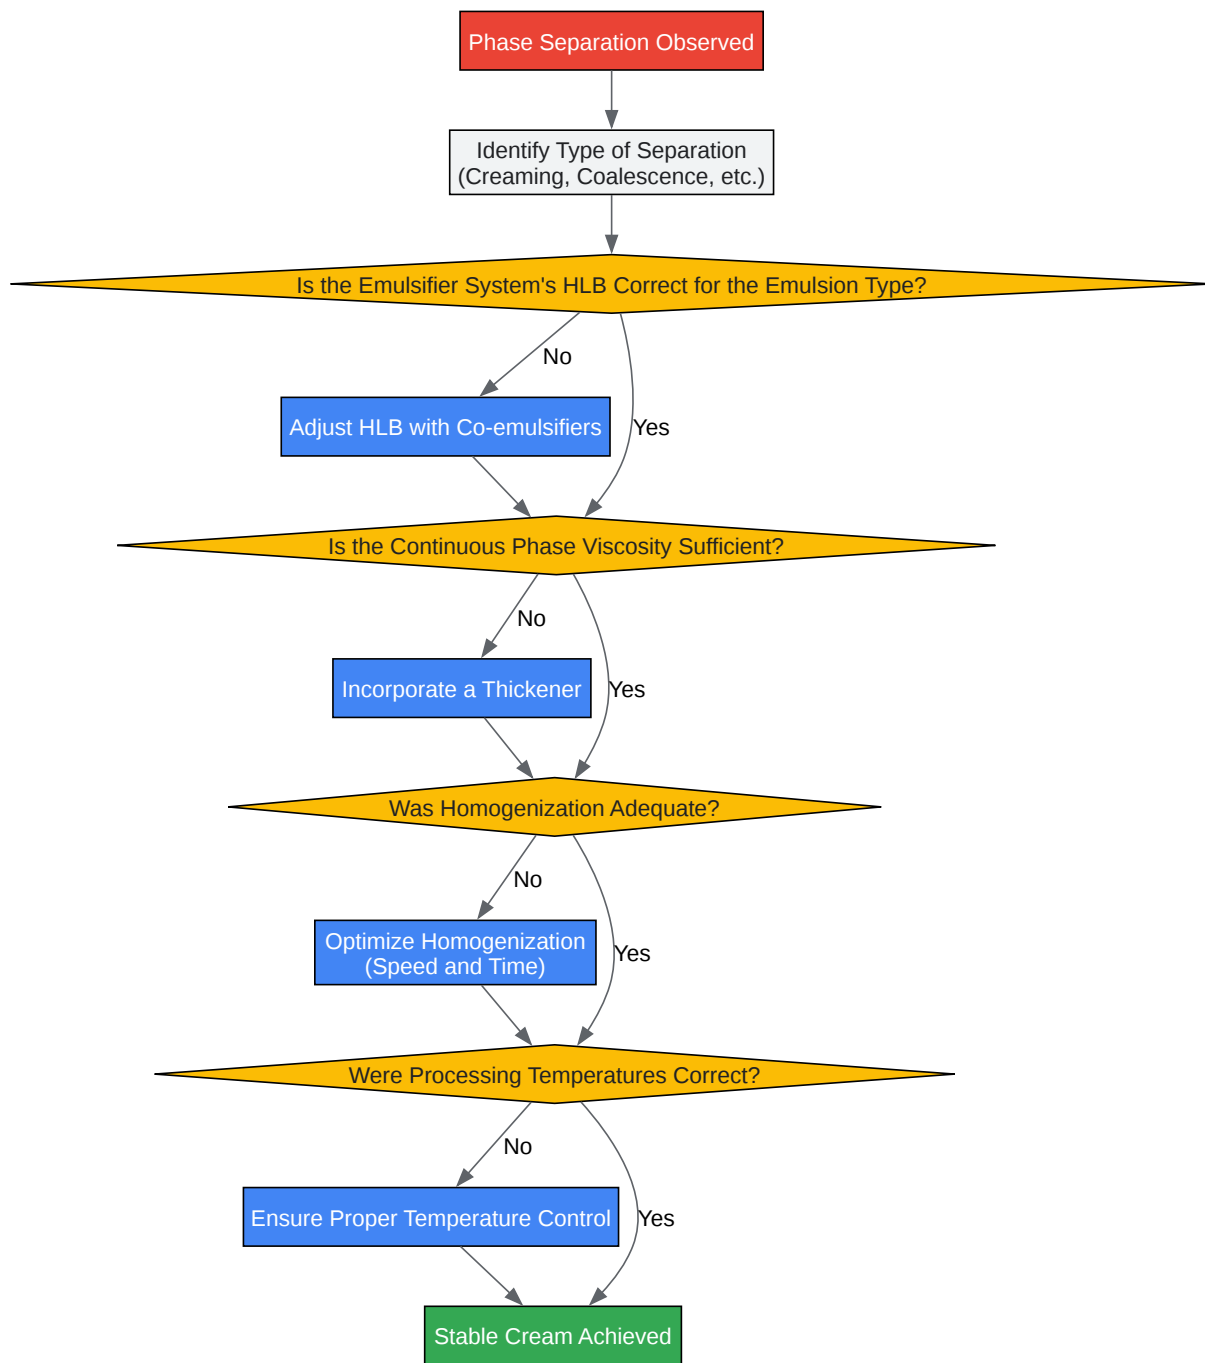 Phase Separation Observed
Identify Type of Separation
(Creaming, Coalescence, etc.)
Is the Emulsifier System's HLB Correct for the Emulsion Type?
No
Adjust HLB with Co-emulsifiers
Yes
Is the Continuous Phase Viscosity Sufficient?
No
Incorporate a Thickener
Yes
Was Homogenization Adequate?
No
Optimize Homogenization
(Speed and Time)
Yes
Were Processing Temperatures Correct?
No
Ensure Proper Temperature Control
Yes
Stable Cream Achieved